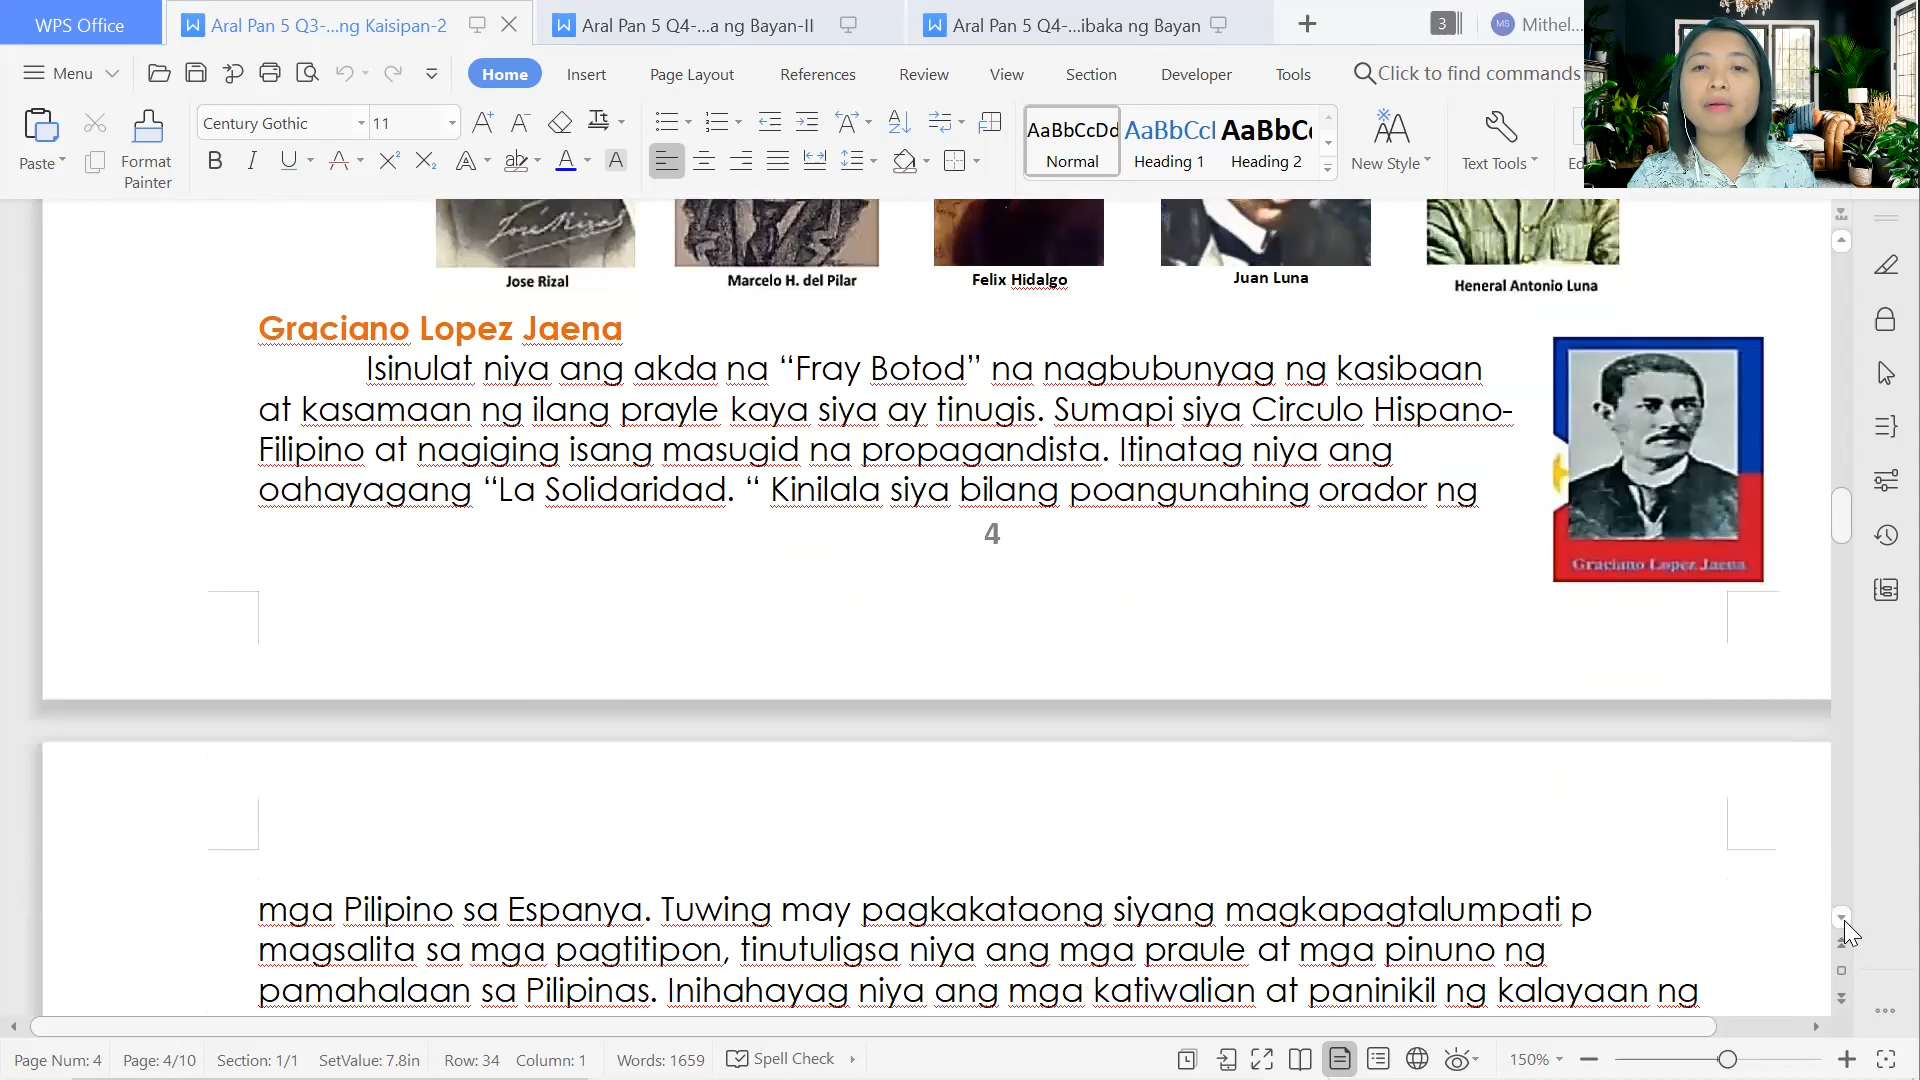 WPS Office
Aral Pan 5 Q3-...ng Kaisipan-2
Aral Pan 5 Q4-...a ng Bayan-II
Aral Pan 5 Q4-...ibaka ng Bayan
3
MS
Mithel...
Menu
Home
Insert
Page Layout
References
Review
View
Section
Developer
Tools
Click to find commands
Paste
Format
Painter
Century Gothic
11
AaBbCcDd
Normal
AaBbCcl
Heading 1
AaBbC
Heading 2
New Style
Text Tools
Jose Rizal
Marcelo H. del Pilar
Felix Hidalgo
Juan Luna
Heneral Antonio Luna
Graciano Lopez Jaena
Isinulat niya ang akda na “Fray Botod” na nagbubunyag ng kasibaan
at kasamaan ng ilang prayle kaya siya ay tinugis. Sumapi siya Circulo Hispano-
Filipino at nagiging isang masugid na propagandista. Itinatag niya ang
oahayagang “La Solidaridad. “ Kinilala siya bilang poangunahing orador ng
Graciano Lopez Jaena
4
mga Pilipino sa Espanya. Tuwing may pagkakataong siyang magkapagtalumpati p
magsalita sa mga pagtitipon, tinutuligsa niya ang mga praule at mga pinuno ng
pamahalaan sa Pilipinas. Inihahayag niya ang mga katiwalian at paninikil ng kalayaan ng
Page Num: 4
Page: 4/10
Section: 1/1
SetValue: 7.8in
Row: 34
Column: 1
Words: 1659
Spell Check
150%